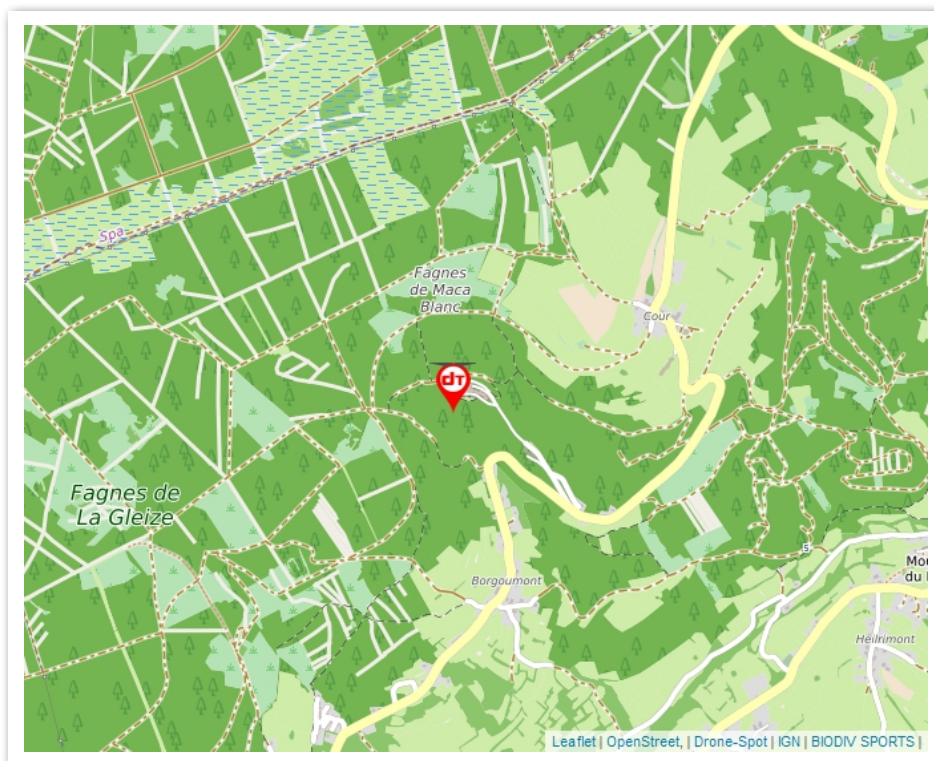 Spa
Fagnes
de Maca
Blanc
Cour
dT
Fagnes de
La Gleize
5
Borgoumont
Heilrimont
Leaflet | OpenStreet, | Drone-Spot | IGN | BIODIV'SPORTS |